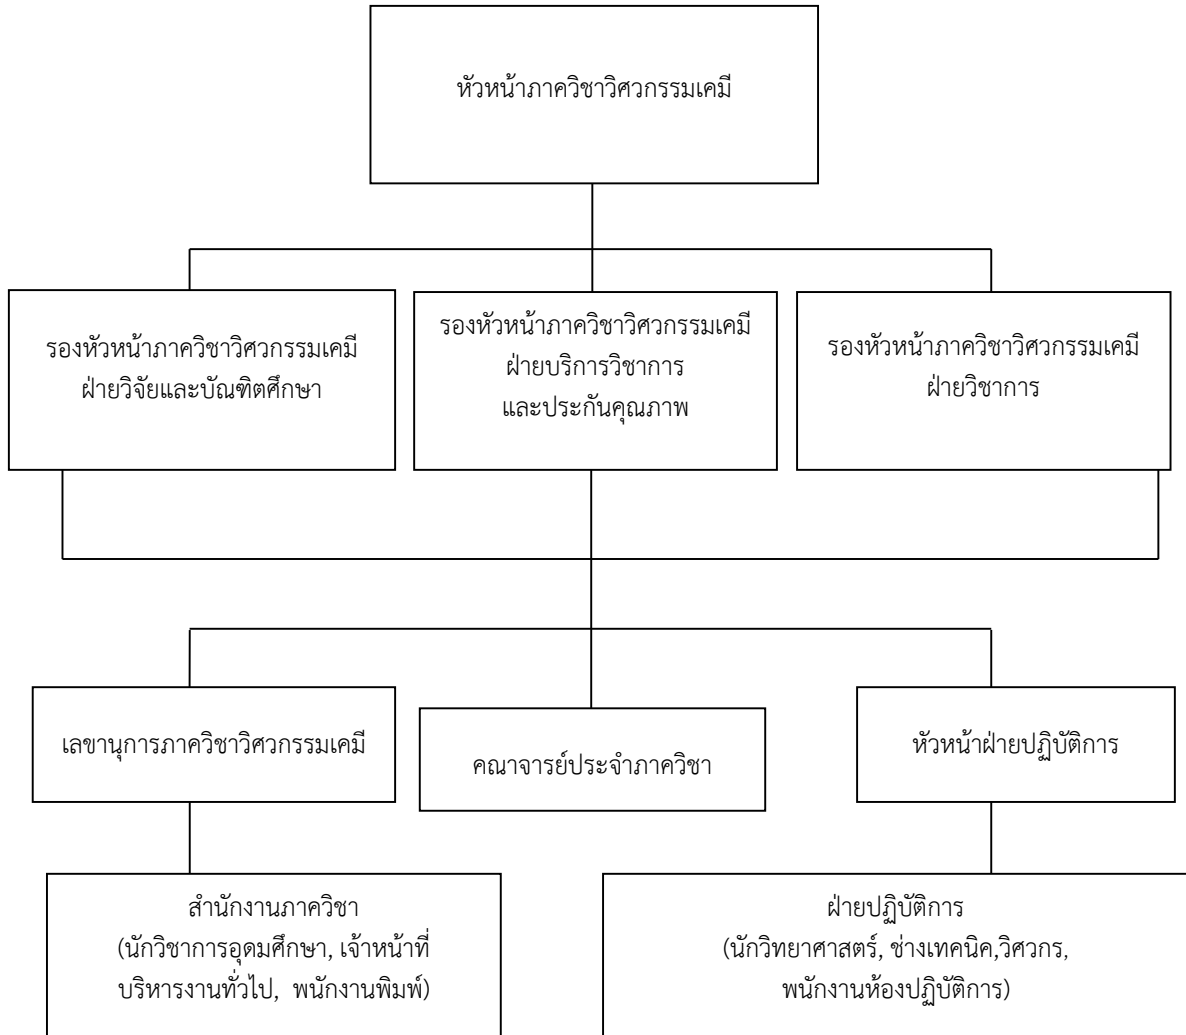 หัวหน้าภาควิชาวิศวกรรมเคมี
รองหัวหน้าภาควิชาวิศวกรรมเคมี
ฝ่ายวิจัยและบัณฑิตศึกษา
รองหัวหน้าภาควิชาวิศวกรรมเคมี
ฝ่ายบริการวิชาการ
และประกันคุณภาพ
รองหัวหน้าภาควิชาวิศวกรรมเคมี
ฝ่ายวิชาการ
เลขานุการภาควิชาวิศวกรรมเคมี
คณาจารย์ประจำภาควิชา
หัวหน้าฝ่ายปฏิบัติการ
สำนักงานภาควิชา
(นักวิชาการอุดมศึกษา, เจ้าหน้าที่
บริหารงานทั่วไป, พนักงานพิมพ์)
ฝ่ายปฏิบัติการ
(นักวิทยาศาสตร์, ช่างเทคนิค,วิศวกร,
พนักงานห้องปฏิบัติการ)